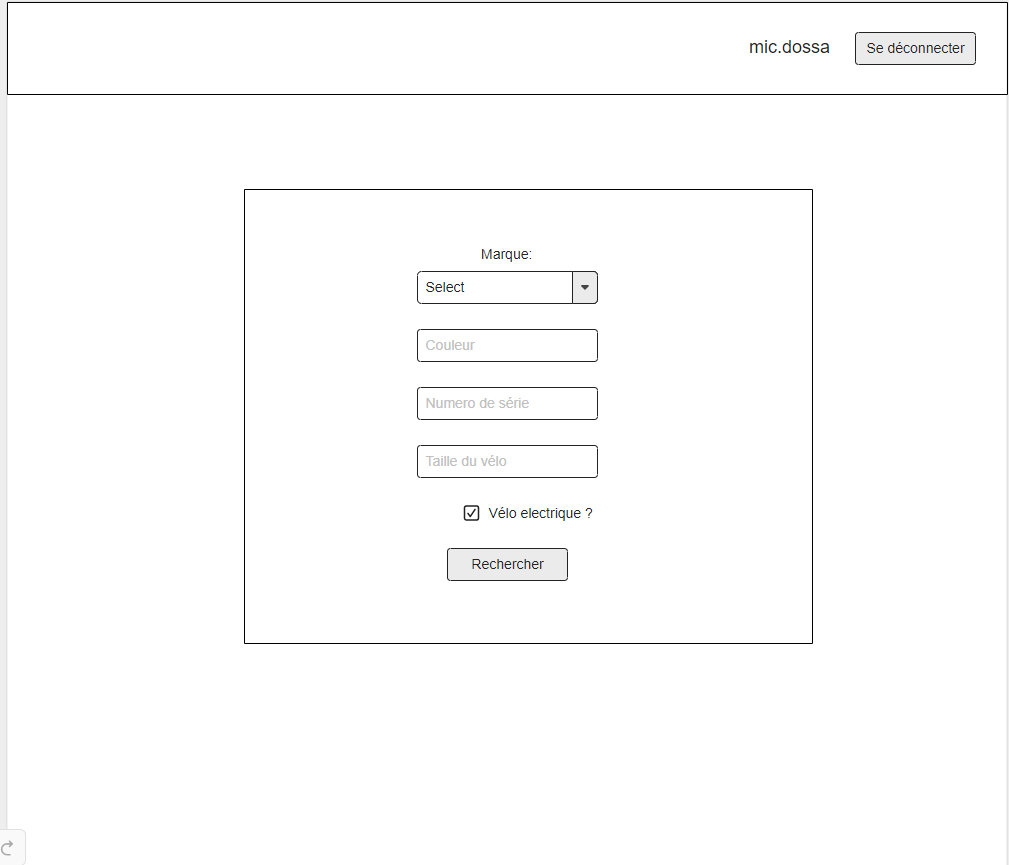 mic.dossa
Se déconnecter
Marque:
Select
Couleur
Numero de série
Taille du vélo
Vélo electrique ?
Rechercher